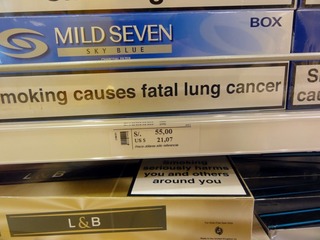 MILD SEVEN
BOX
SKY BLUE
moking causes fatal lung cancer
S/. 55,00
US $ 21,07
Smoking
seriously harms
you and others
around you
L&B